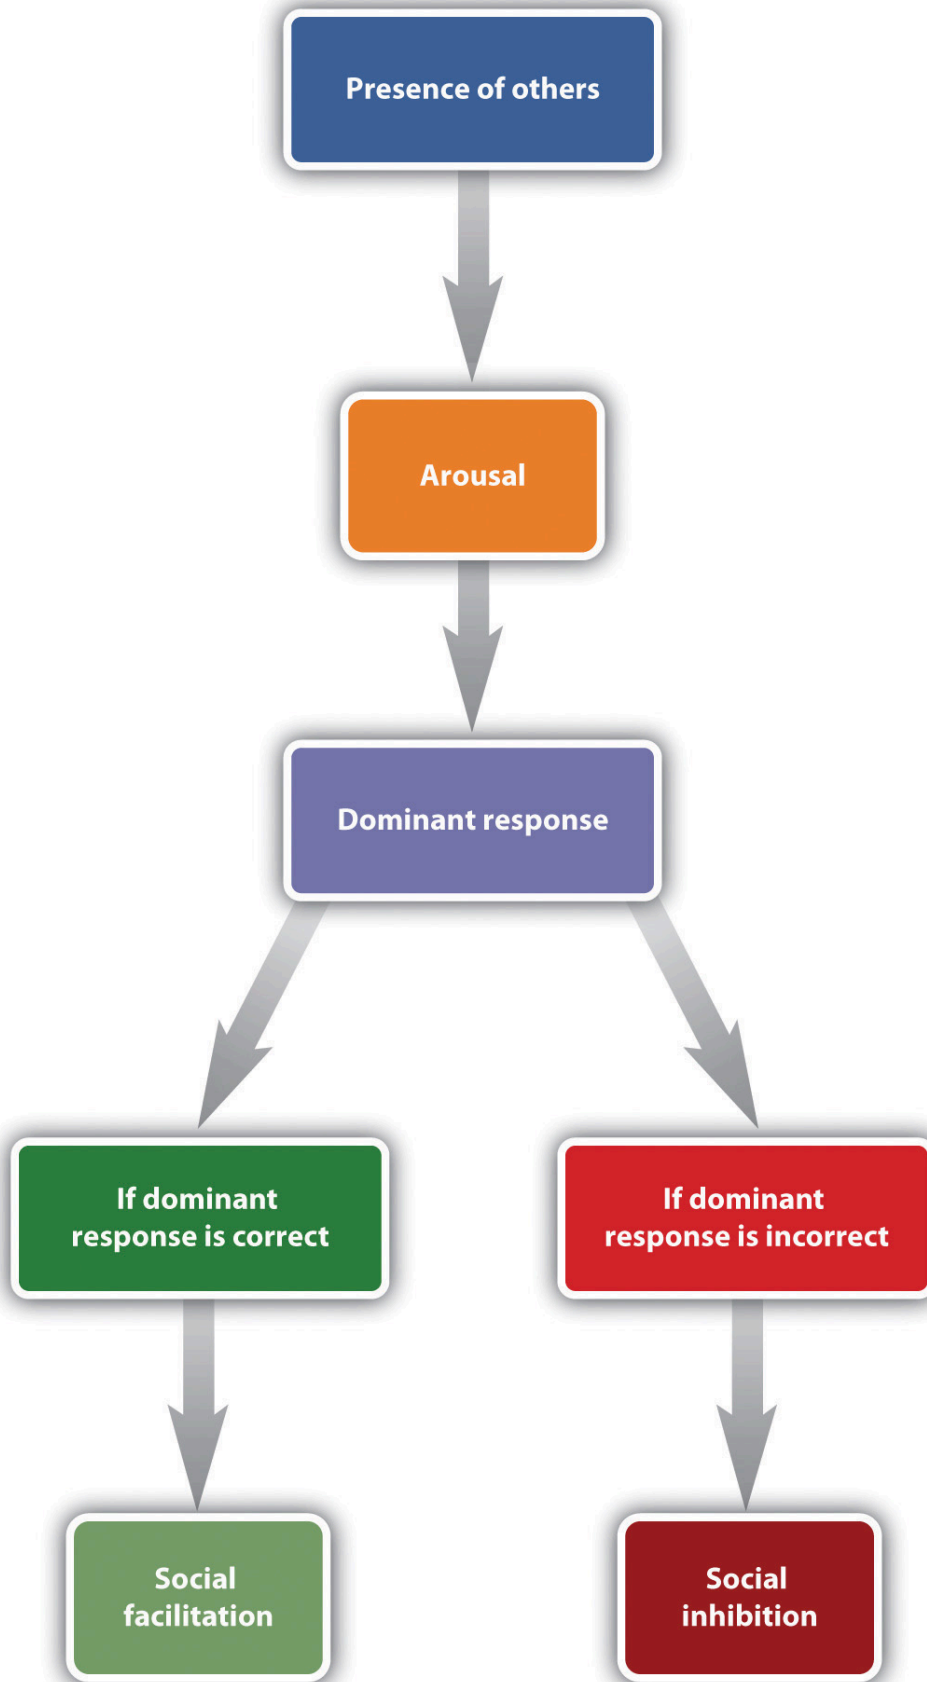 Presence of others
Arousal
Dominant response
If dominant
response is correct
If dominant
response is incorrect
Social
facilitation
Social
inhibition